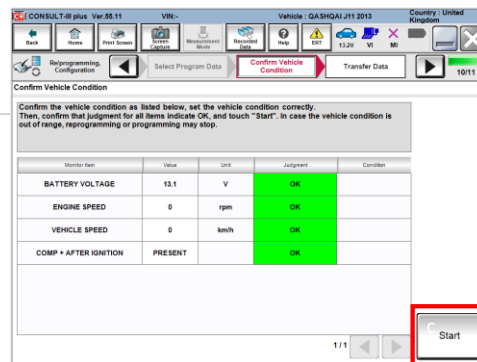 CONSULT-III plus Ver.55.11 VIN:- Vehicle : QASHQAI J11 2013 Country : United Kingdom
Back Home Print Screen Screen Capture Measurement Mode Recorded Data Help ERT 13.2V VI MI
Re/programming, Configuration Select Program Data Confirm Vehicle Condition Transfer Data 10/11
Confirm Vehicle Condition
Confirm the vehicle condition as listed below, set the vehicle condition correctly.
Then, confirm that judgment for all items indicate OK, and touch "Start". In case the vehicle condition is
out of range, reprogramming or programming may stop.
Monitor Item Value Unit Judgment Condition
BATTERY VOLTAGE 13.1 V OK
ENGINE SPEED 0 rpm OK
VEHICLE SPEED 0 km/h OK
COMP + AFTER IGNITION PRESENT OK
1/1
Start